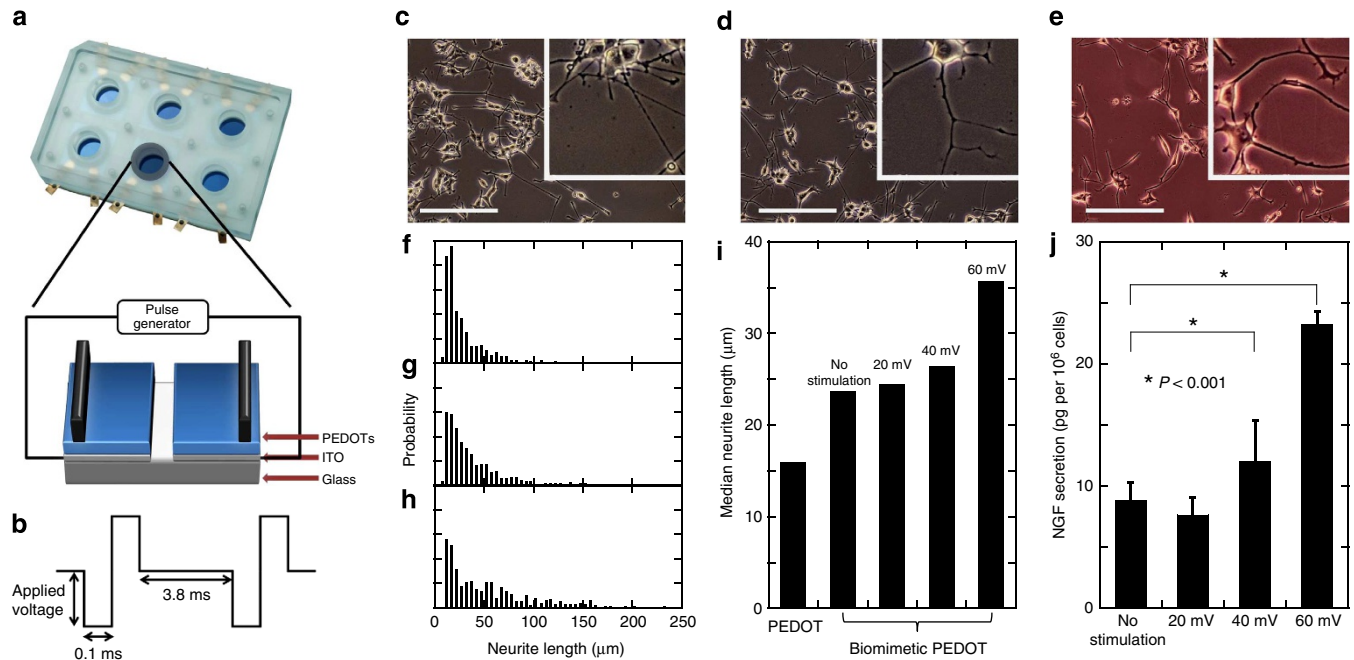 a
Pulse
generator
PEDOTs
ITO
Glass
b
Applied
voltage
3.8 ms
0.1 ms
c
d
e
f
g
h
Probability
0
50
100
150
200
250
Neurite length (μm)
i
40
30
20
10
0
Median neurite length (μm)
No
stimulation
20 mV
40 mV
60 mV
PEDOT
Biomimetic PEDOT
j
30
20
10
0
NGF secretion (pg per 10⁶ cells)
*
*
* P < 0.001
No
stimulation
20 mV
40 mV
60 mV